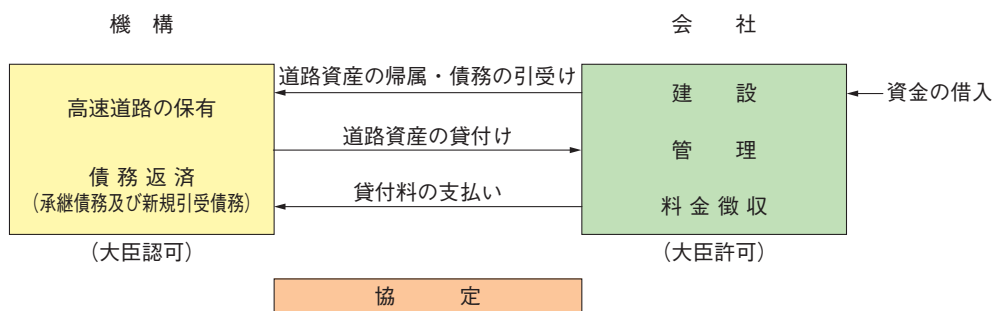 機 構
会 社
道路資産の帰属・債務の引受け
高速道路の保有
建 設
資金の借入
道路資産の貸付け
管 理
債務返済
(承継債務及び新規引受債務)
貸付料の支払い
料金徴収
(大臣認可)
(大臣許可)
協 定